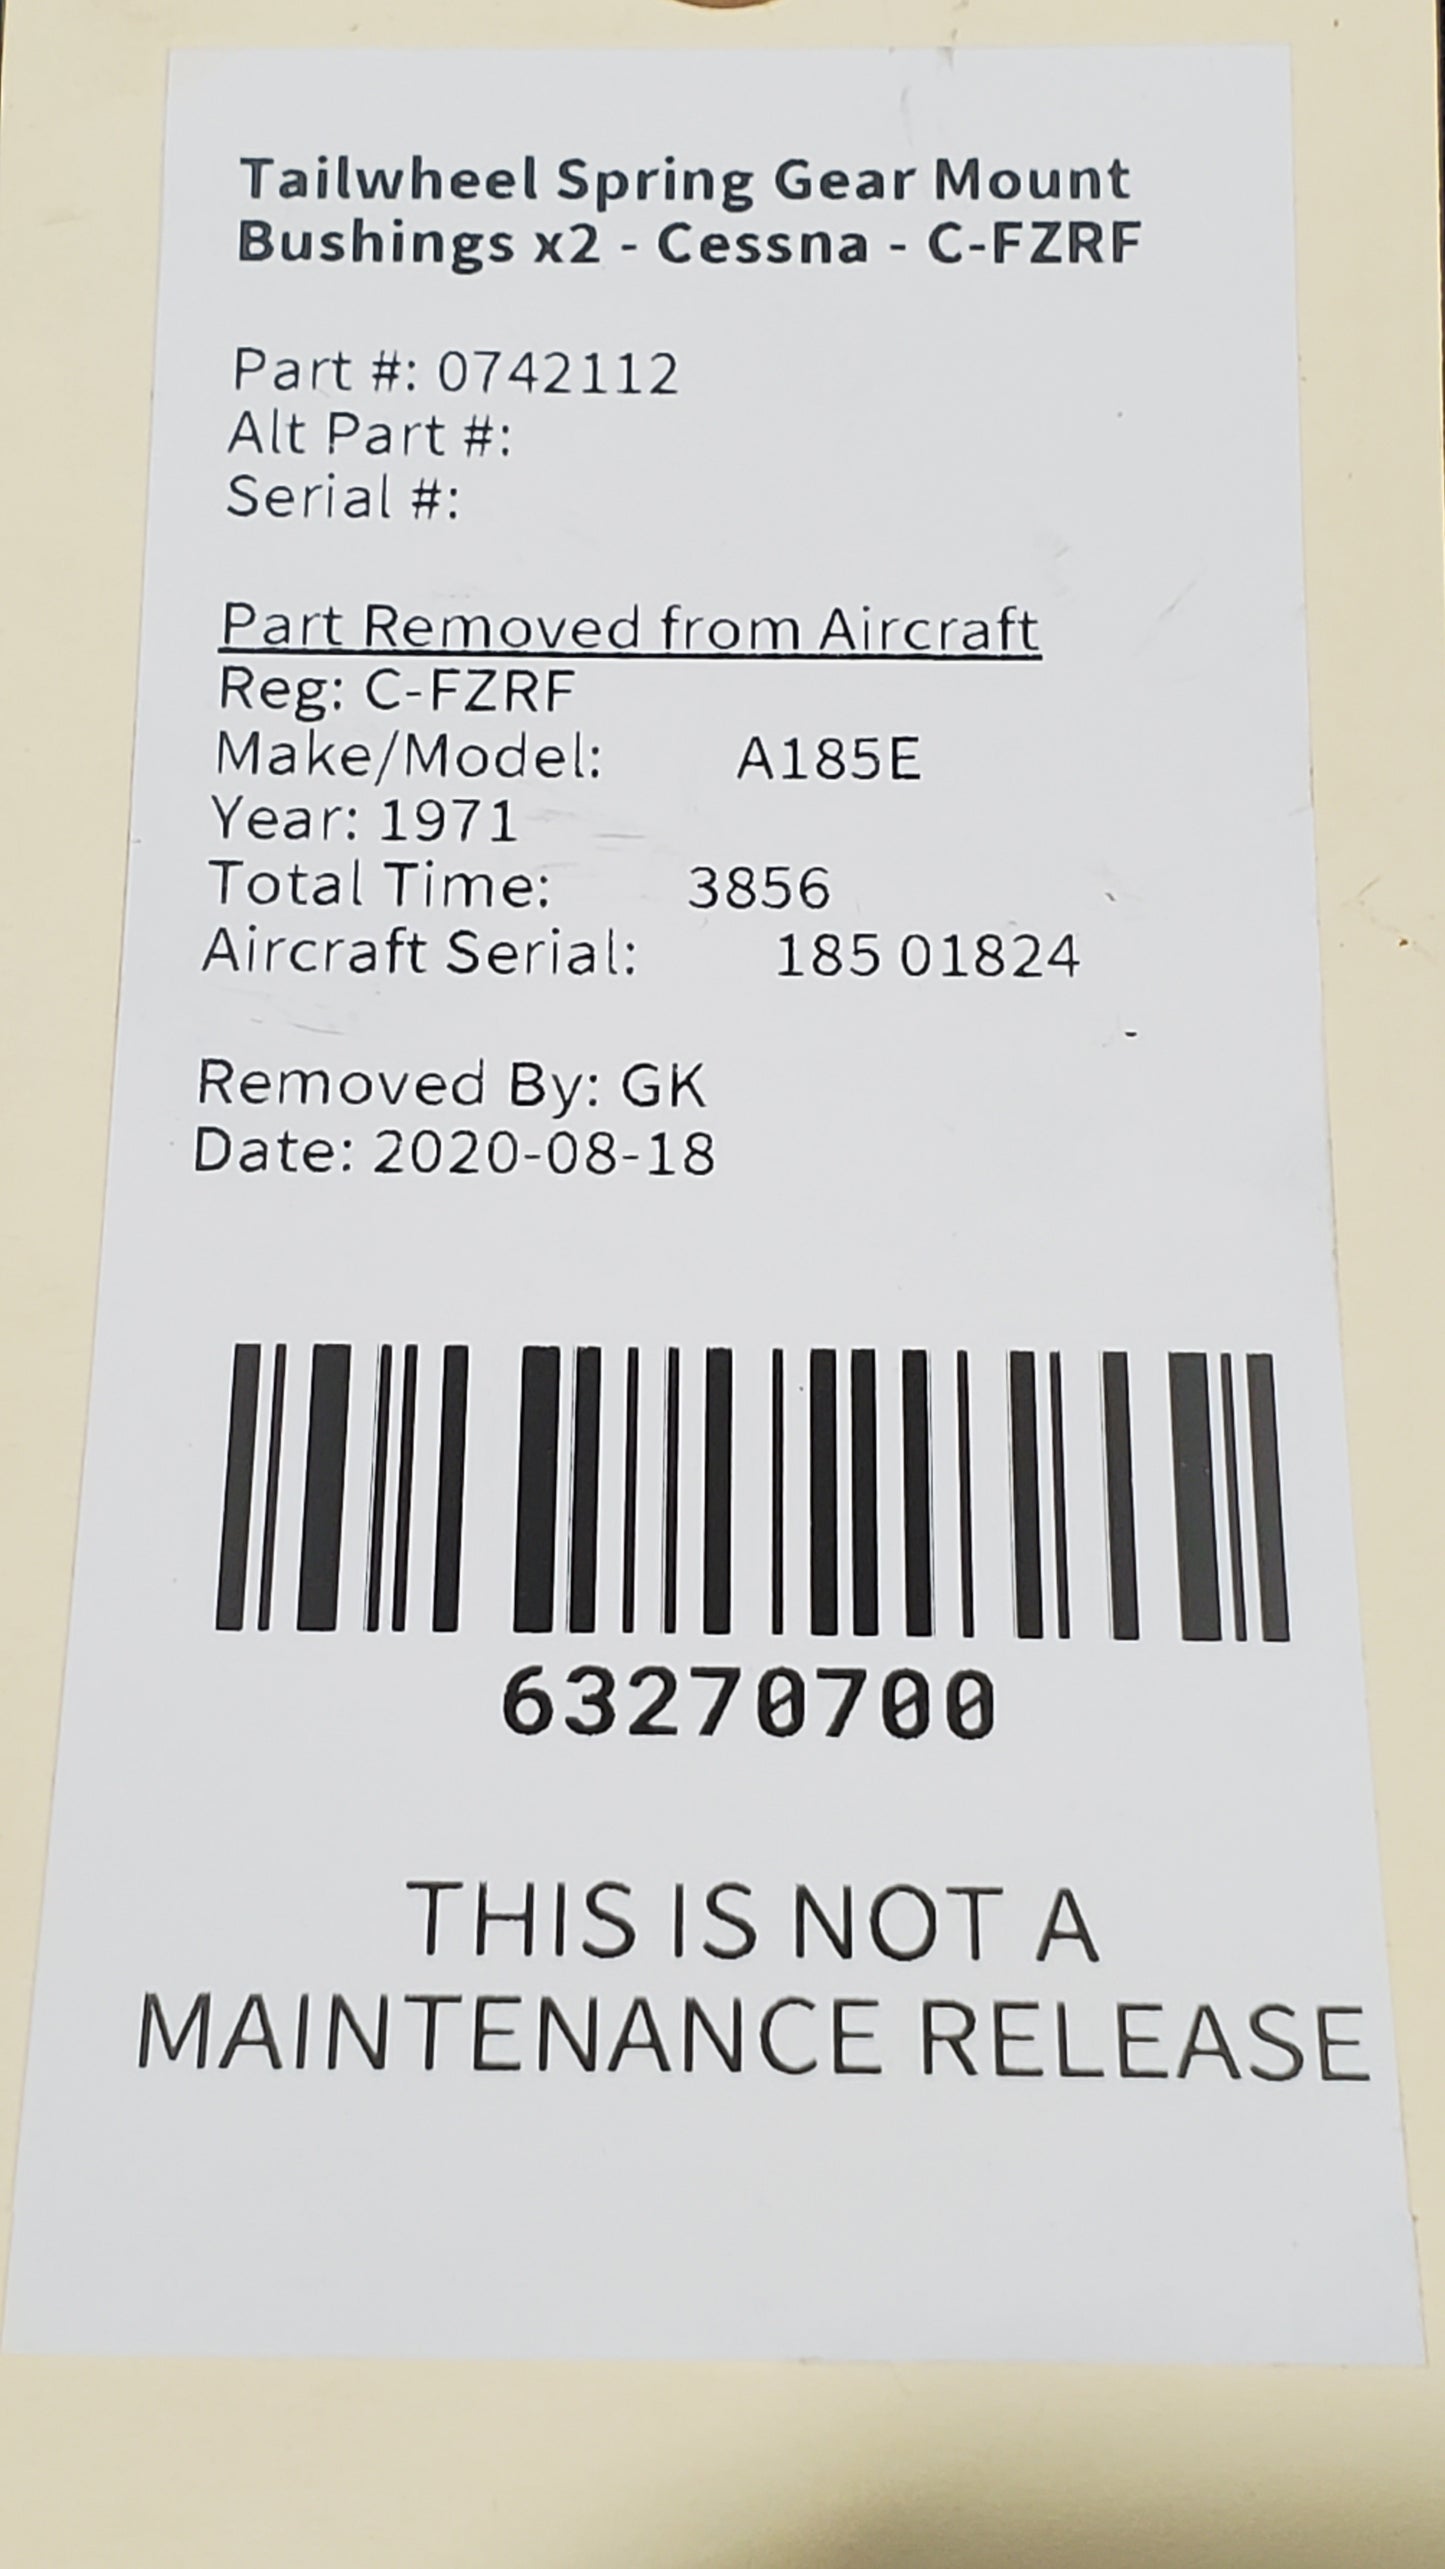 Tailwheel Spring Gear Mount
Bushings x2 - Cessna - C-FZRF
Part #: 0742112
Alt Part #:
Serial #:
Part Removed from Aircraft
Reg: C-FZRF
Make/Model: A185E
Year: 1971
Total Time: 3856
Aircraft Serial: 185 01824
Removed By: GK
Date: 2020-08-18
63270700
THIS IS NOT A
MAINTENANCE RELEASE